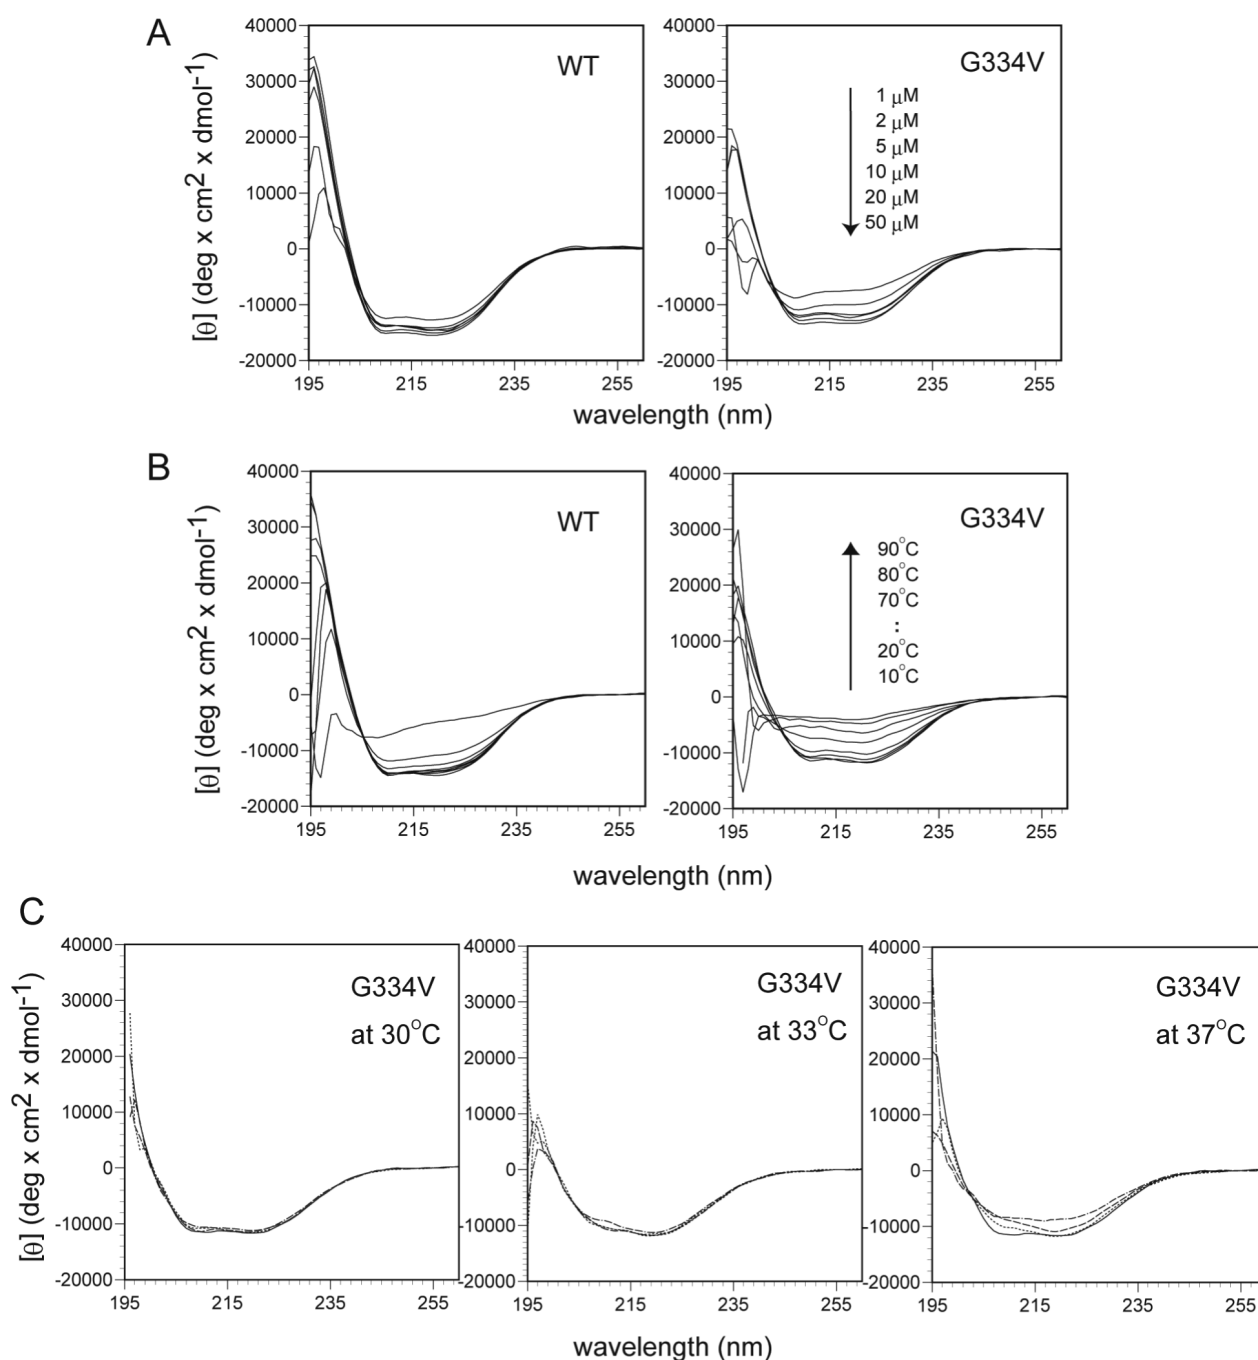 A
[θ] (deg x cm2 x dmol-1)
40000
30000
20000
10000
0
-10000
-20000
WT
195
215
235
255
40000
30000
20000
10000
0
-10000
-20000
G334V
1 μM
2 μM
5 μM
10 μM
20 μM
50 μM
195
215
235
255
wavelength (nm)
B
[θ] (deg x cm2 x dmol-1)
40000
30000
20000
10000
0
-10000
-20000
WT
195
215
235
255
40000
30000
20000
10000
0
-10000
-20000
G334V
90°C
80°C
70°C
:
20°C
10°C
195
215
235
255
wavelength (nm)
C
[θ] (deg x cm2 x dmol-1)
40000
30000
20000
10000
0
-10000
-20000
G334V
at 30°C
195
215
235
255
40000
30000
20000
10000
0
-10000
-20000
G334V
at 33°C
195
215
235
255
40000
30000
20000
10000
0
-10000
-20000
G334V
at 37°C
195
215
235
255
wavelength (nm)